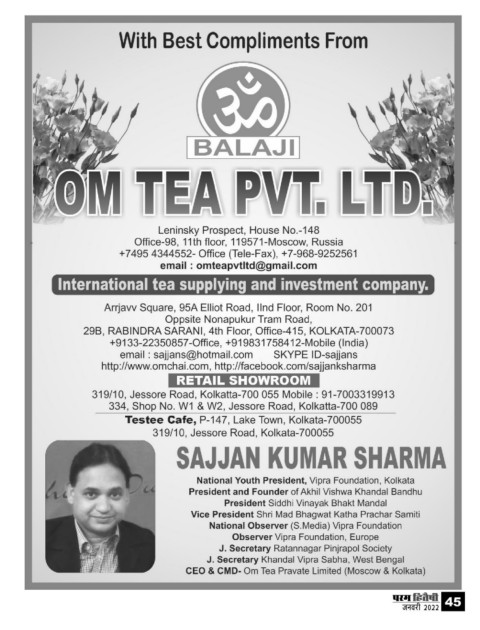 With Best Compliments From
ॐ
BALAJI
OM TEA PVT. LTD.
Leninsky Prospect, House No.-148
Office-98, 11th floor, 119571-Moscow, Russia
+7495 4344552- Office (Tele-Fax), +7-968-9252561
email : omteapvtltd@gmail.com
International tea supplying and investment company.
Arrjavv Square, 95A Elliot Road, IInd Floor, Room No. 201
Oppsite Nonapukur Tram Road,
29B, RABINDRA SARANI, 4th Floor, Office-415, KOLKATA-700073
+9133-22350857-Office, +919831758412-Mobile (India)
email : sajjans@hotmail.com SKYPE ID-sajjans
http://www.omchai.com, http://facebook.com/sajjanksharma
RETAIL SHOWROOM
319/10, Jessore Road, Kolkatta-700 055 Mobile : 91-7003319913
334, Shop No. W1 & W2, Jessore Road, Kolkatta-700 089
Testee Cafe, P-147, Lake Town, Kolkata-700055
319/10, Jessore Road, Kolkata-700055
SAJJAN KUMAR SHARMA
National Youth President, Vipra Foundation, Kolkata
President and Founder of Akhil Vishwa Khandal Bandhu
President Siddhi Vinayak Bhakt Mandal
Vice President Shri Mad Bhagwat Katha Prachar Samiti
National Observer (S.Media) Vipra Foundation
Observer Vipra Foundation, Europe
J. Secretary Ratannagar Pinjrapol Society
J. Secretary Khandal Vipra Sabha, West Bengal
CEO & CMD- Om Tea Pravate Limited (Moscow & Kolkata)
परम हितैषी
जनवरी 2022
45